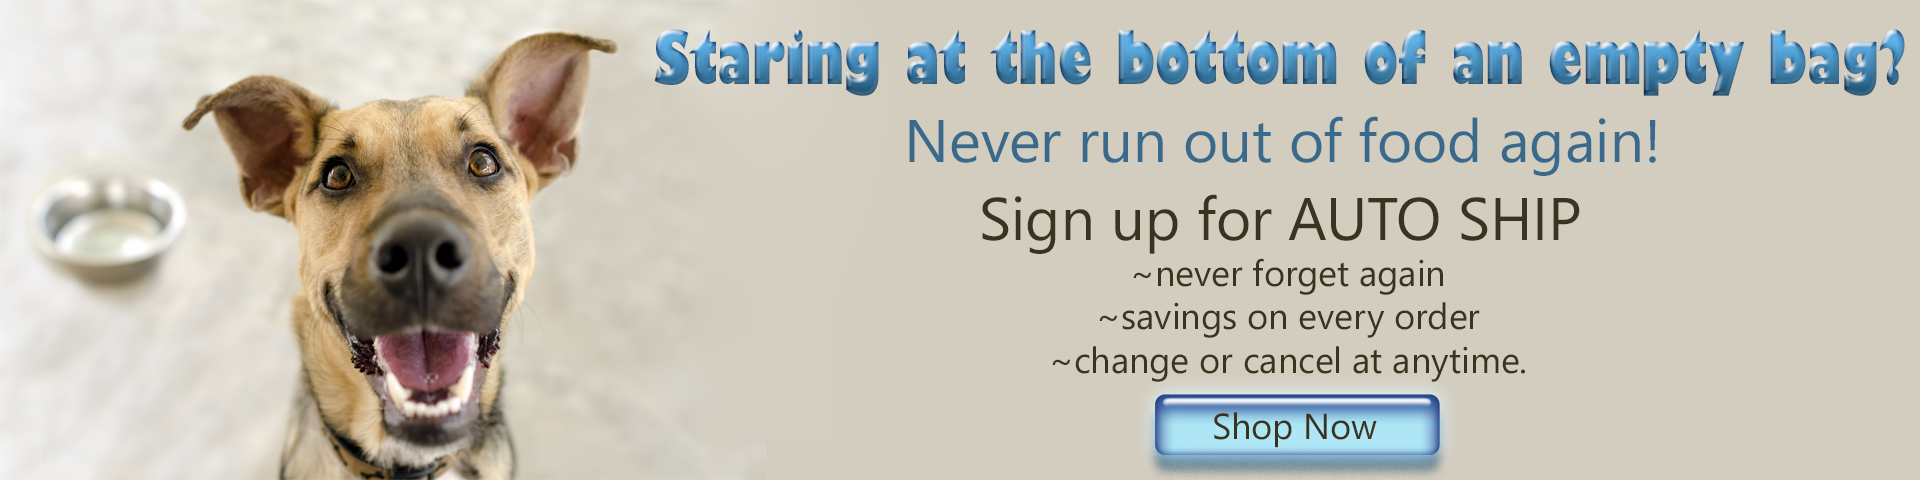 Staring at the bottom of an empty bag?
Never run out of food again!
Sign up for AUTO SHIP
~never forget again
~savings on every order
~change or cancel at anytime.
Shop Now